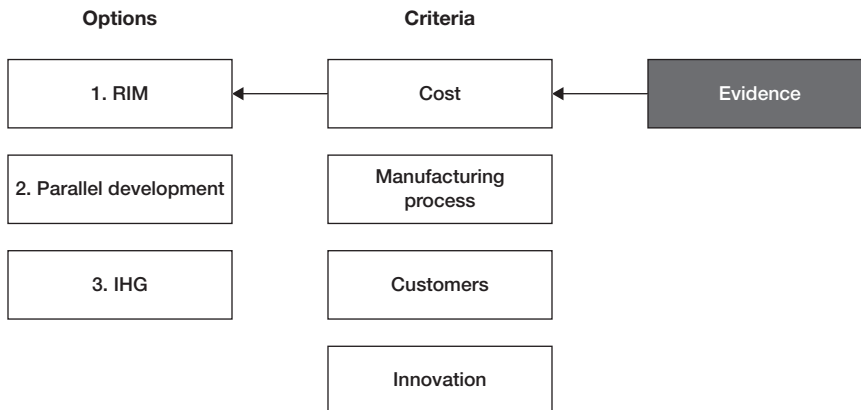 Options
Criteria
1. RIM
Cost
Evidence
2. Parallel development
Manufacturing
process
3. IHG
Customers
Innovation